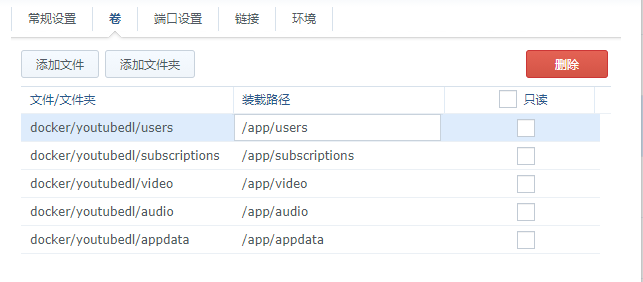 常规设置 卷 端口设置 链接 环境
添加文件 添加文件夹 删除
文件/文件夹 装载路径 只读
docker/youtubedl/users /app/users
docker/youtubedl/subscriptions /app/subscriptions
docker/youtubedl/video /app/video
docker/youtubedl/audio /app/audio
docker/youtubedl/appdata /app/appdata